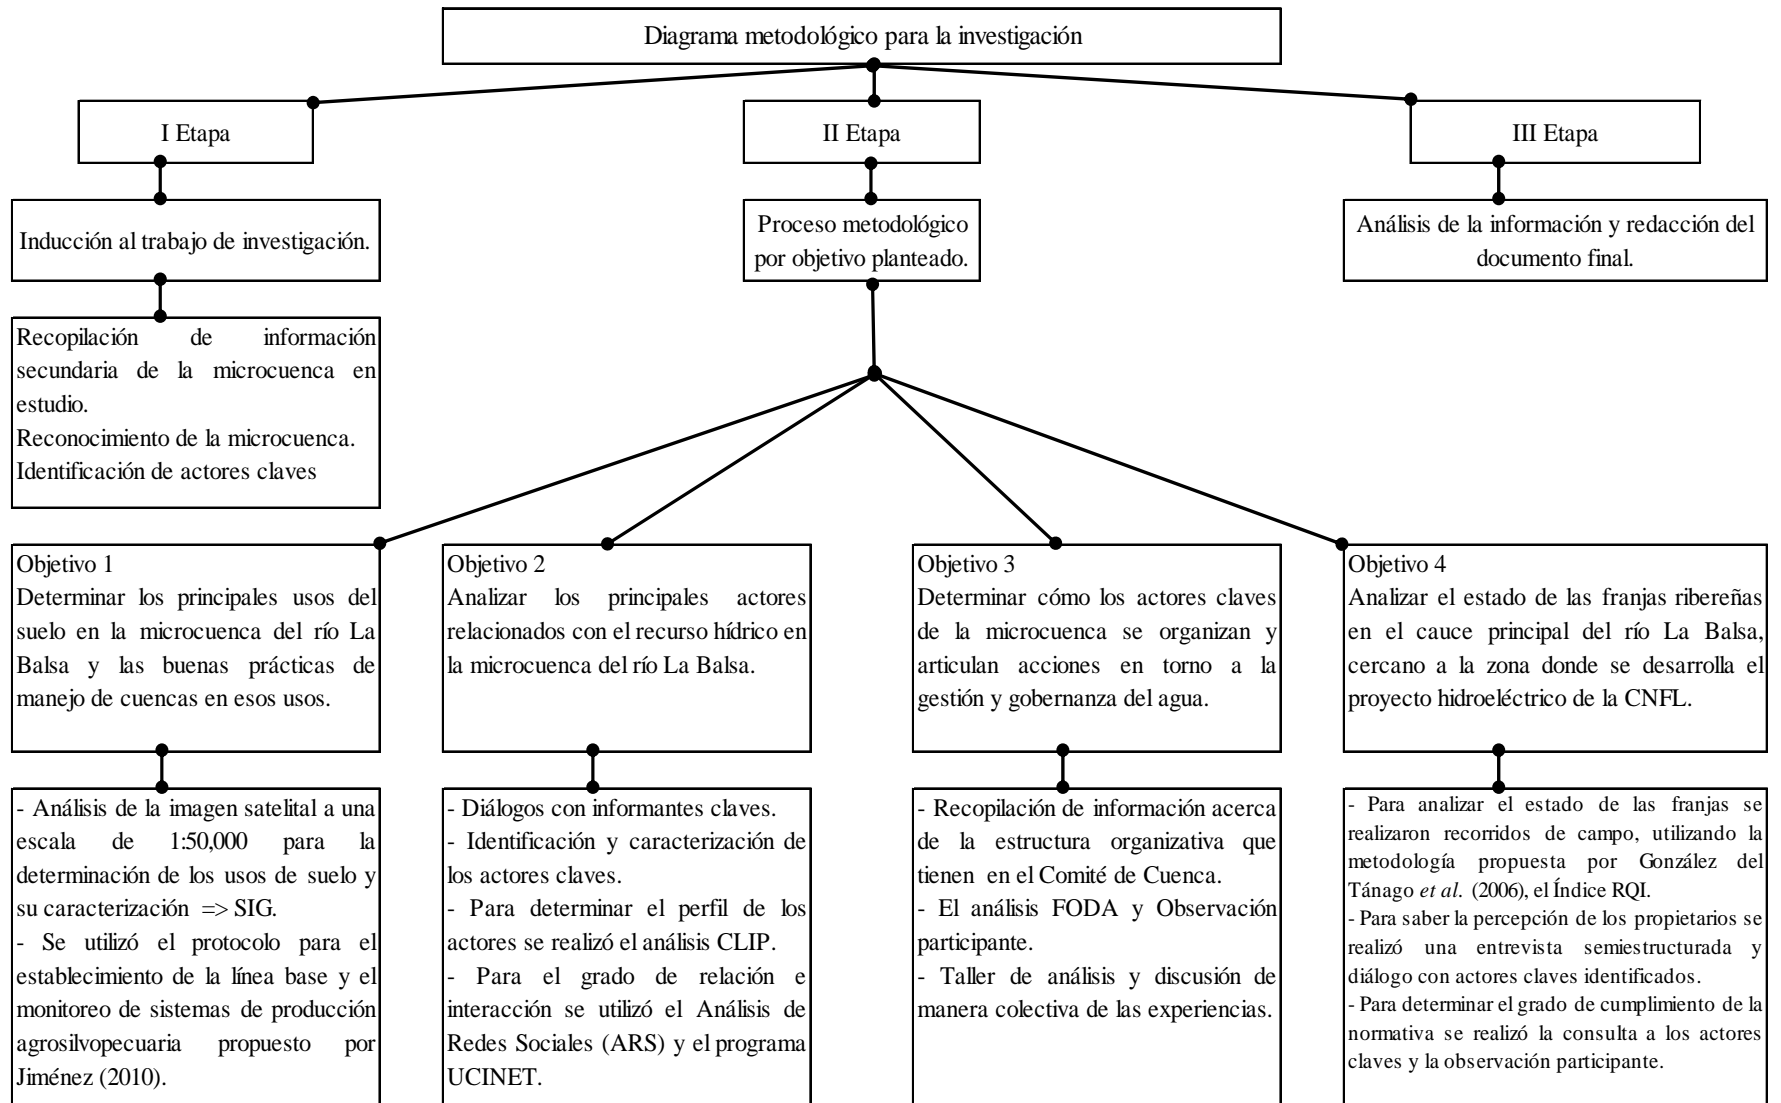 Diagrama metodológico para la investigación
I Etapa
II Etapa
III Etapa
Inducción al trabajo de investigación.
Proceso metodológico
por objetivo planteado.
Análisis de la información y redacción del
documento final.
Recopilación de información
secundaria de la microcuenca en
estudio.
Reconocimiento de la microcuenca.
Identificación de actores claves
Objetivo 1
Determinar los principales usos del
suelo en la microcuenca del río La
Balsa y las buenas prácticas de
manejo de cuencas en esos usos.
Objetivo 2
Analizar los principales actores
relacionados con el recurso hídrico en
la microcuenca del río La Balsa.
Objetivo 3
Determinar cómo los actores claves
de la microcuenca se organizan y
articulan acciones en torno a la
gestión y gobernanza del agua.
Objetivo 4
Analizar el estado de las franjas ribereñas
en el cauce principal del río La Balsa,
cercano a la zona donde se desarrolla el
proyecto hidroeléctrico de la CNFL.
- Análisis de la imagen satelital a una
escala de 1:50,000 para la
determinación de los usos de suelo y
su caracterización => SIG.
- Se utilizó el protocolo para el
establecimiento de la línea base y el
monitoreo de sistemas de producción
agrosilvopecuaria propuesto por
Jiménez (2010).
- Diálogos con informantes claves.
- Identificación y caracterización de
los actores claves.
- Para determinar el perfil de los
actores se realizó el análisis CLIP.
- Para el grado de relación e
interacción se utilizó el Análisis de
Redes Sociales (ARS) y el programa
UCINET.
- Recopilación de información acerca
de la estructura organizativa que
tienen en el Comité de Cuenca.
- El análisis FODA y Observación
participante.
- Taller de análisis y discusión de
manera colectiva de las experiencias.
- Para analizar el estado de las franjas se
realizaron recorridos de campo, utilizando la
metodología propuesta por González del
Tánago et al. (2006), el Índice RQI.
- Para saber la percepción de los propietarios se
realizó una entrevista semiestructurada y
diálogo con actores claves identificados.
- Para determinar el grado de cumplimiento de la
normativa se realizó la consulta a los actores
claves y la observación participante.